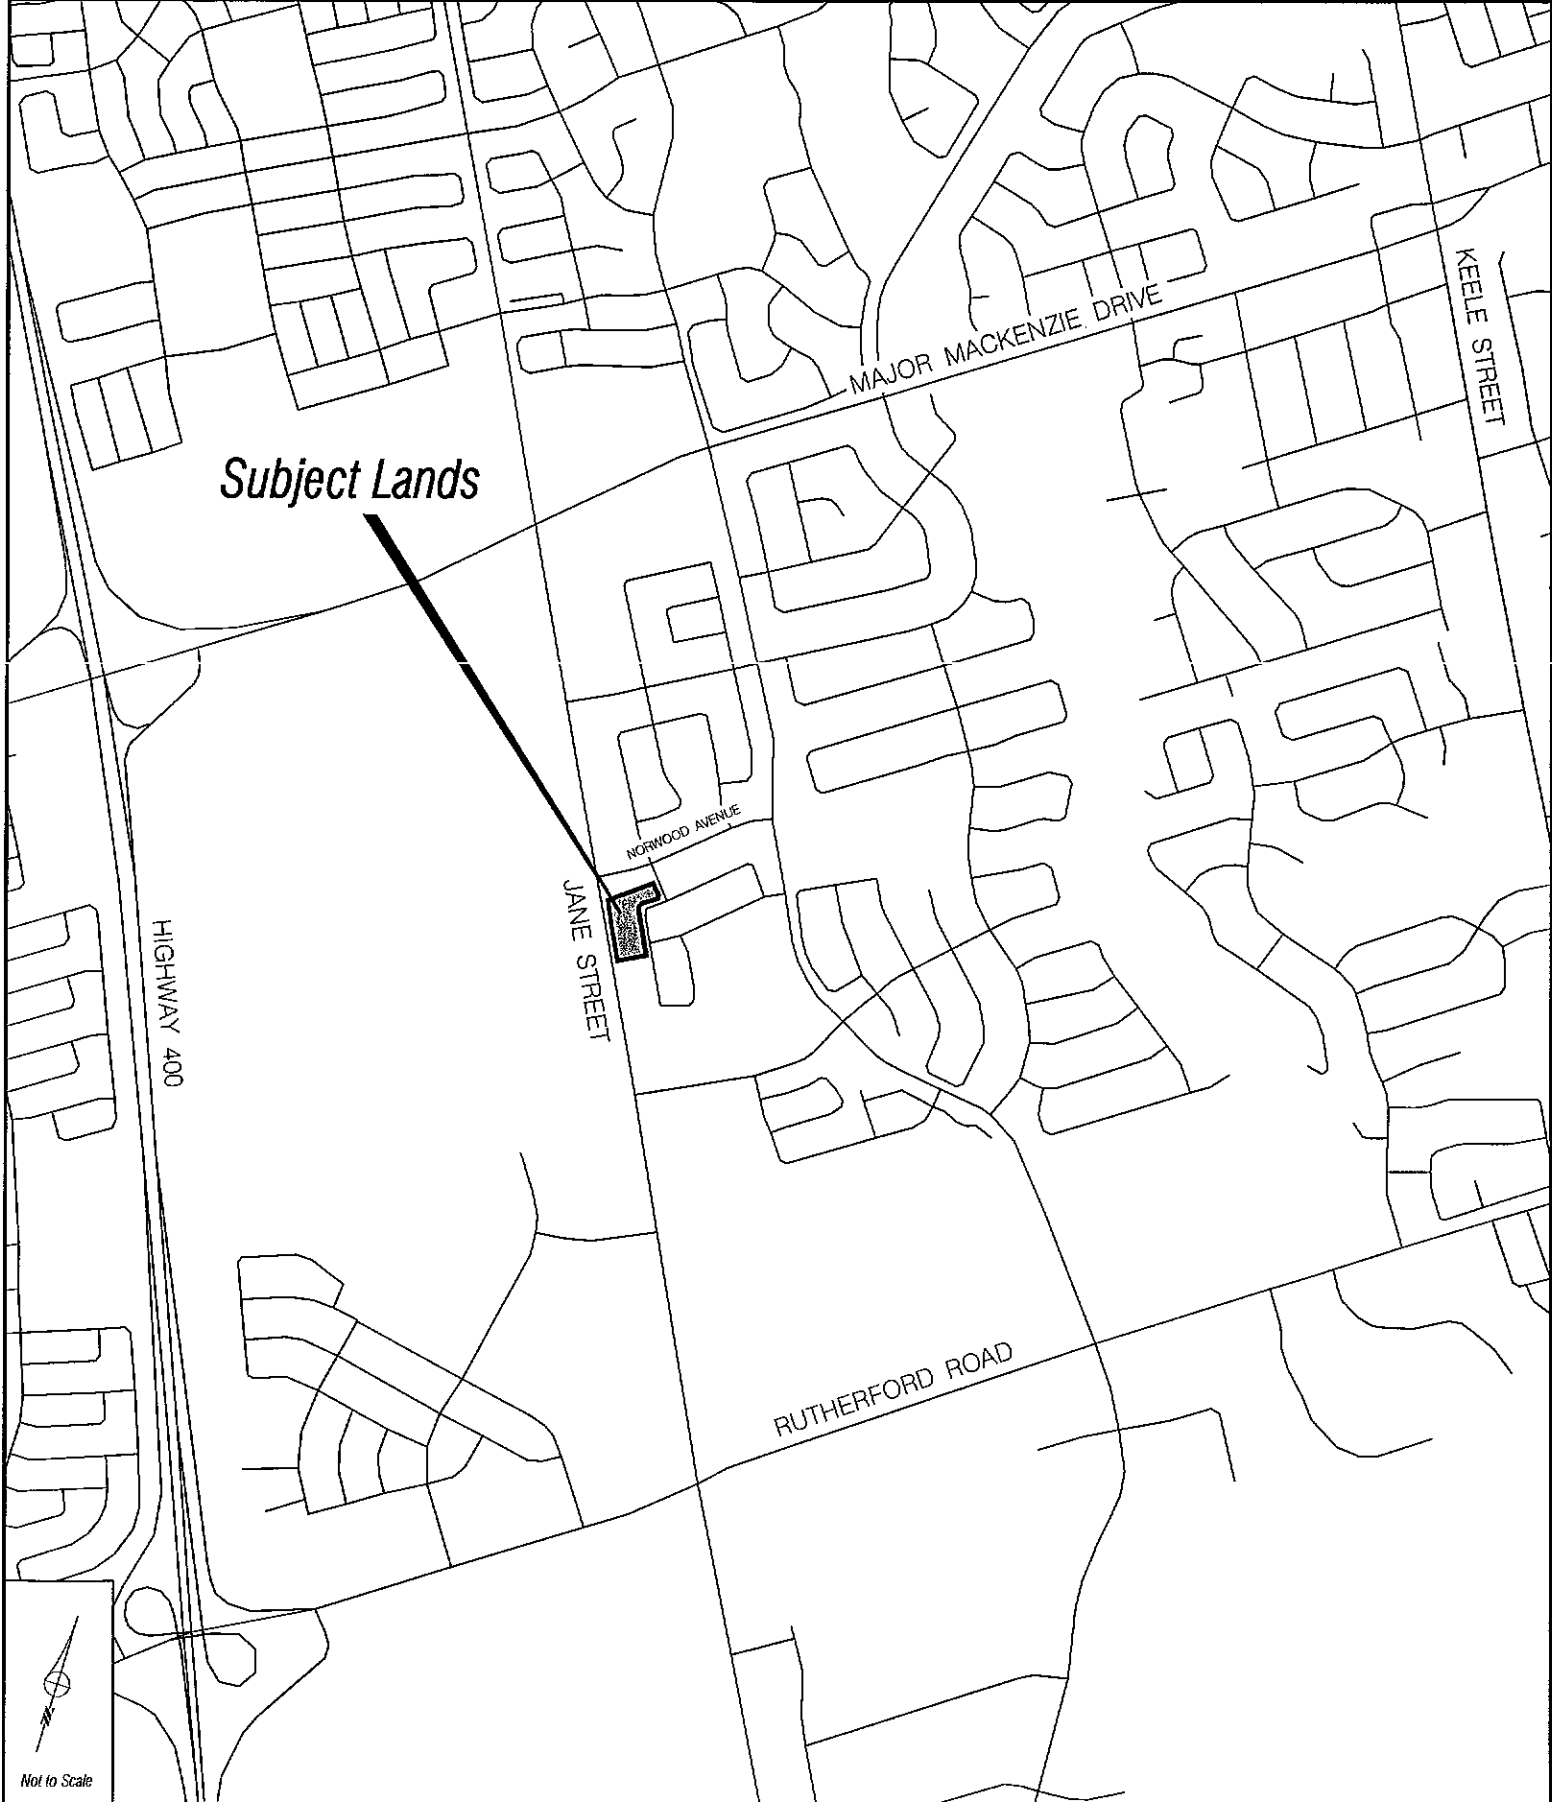 KEELE STREET
MAJOR MACKENZIE DRIVE
Subject Lands
NORWOOD AVENUE
JANE STREET
HIGHWAY 400
RUTHERFORD ROAD
N
Not to Scale